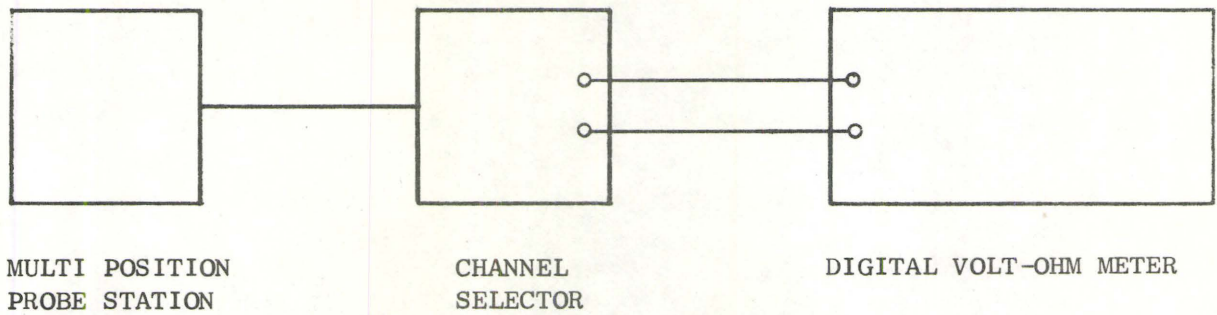 MULTI POSITION
PROBE STATION
CHANNEL
SELECTOR
DIGITAL VOLT-OHM METER